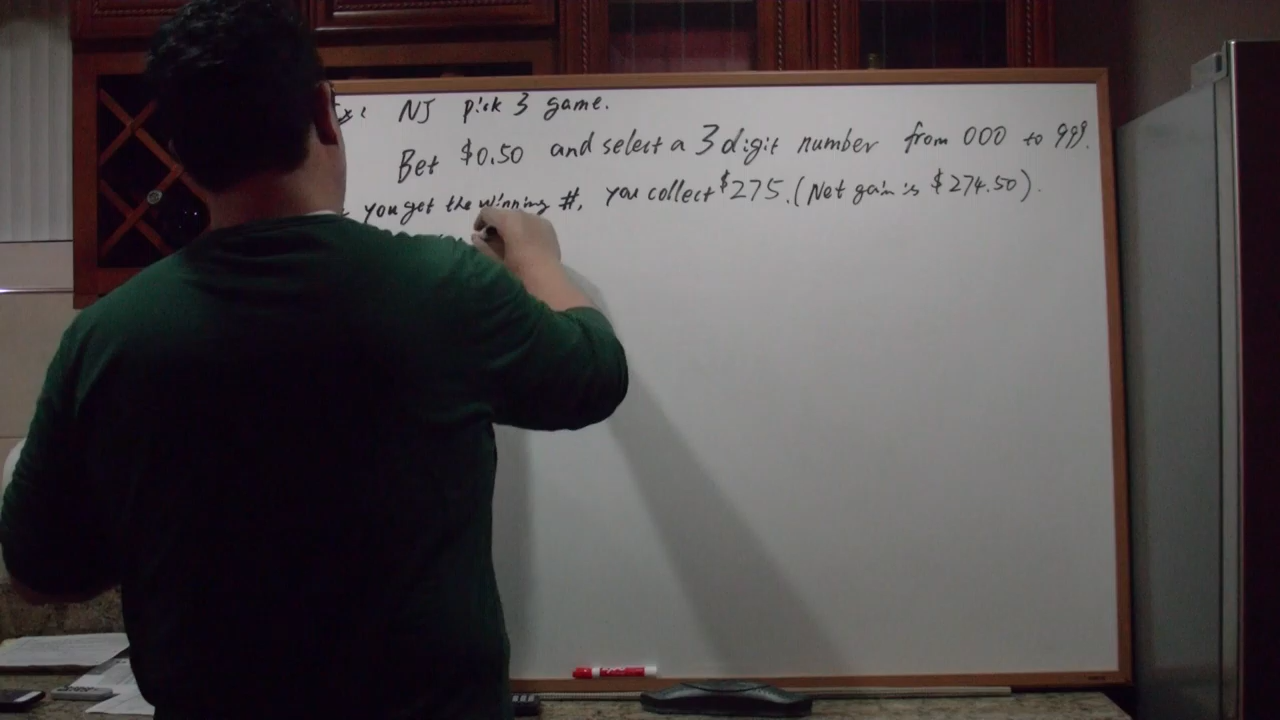 Ex: NJ pick 3 game.
Bet $0.50 and select a 3 digit number from 000 to 999.
you get the winning #, you collect $275. (Net gain is $274.50).